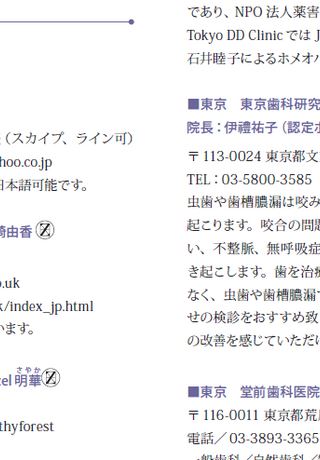 (スカイプ、ライン可)
hoo.co.jp
日本語可能です。
由香 Ⓩ
o.uk
k/index_jp.html
います。
さやか
cel 明華Ⓩ
thyforest
であり、NPO 法人薬害
Tokyo DD Clinic では J
石井睦子によるホメオパ
■東京　東京歯科研究
院長:伊禮祐子(認定ホ
〒113-0024 東京都文
TEL:03-5800-3585
虫歯や歯槽膿漏は咬み
起こります。咬合の問題
い、不整脈、無呼吸症
き起こします。歯を治療
なく、虫歯や歯槽膿漏で
せの検診をおすすめ致
の改善を感じていただけ
■東京　堂前歯科医院
〒116-0011 東京都荒川
電話／03-3893-3365
一般歯科／自然歯科／